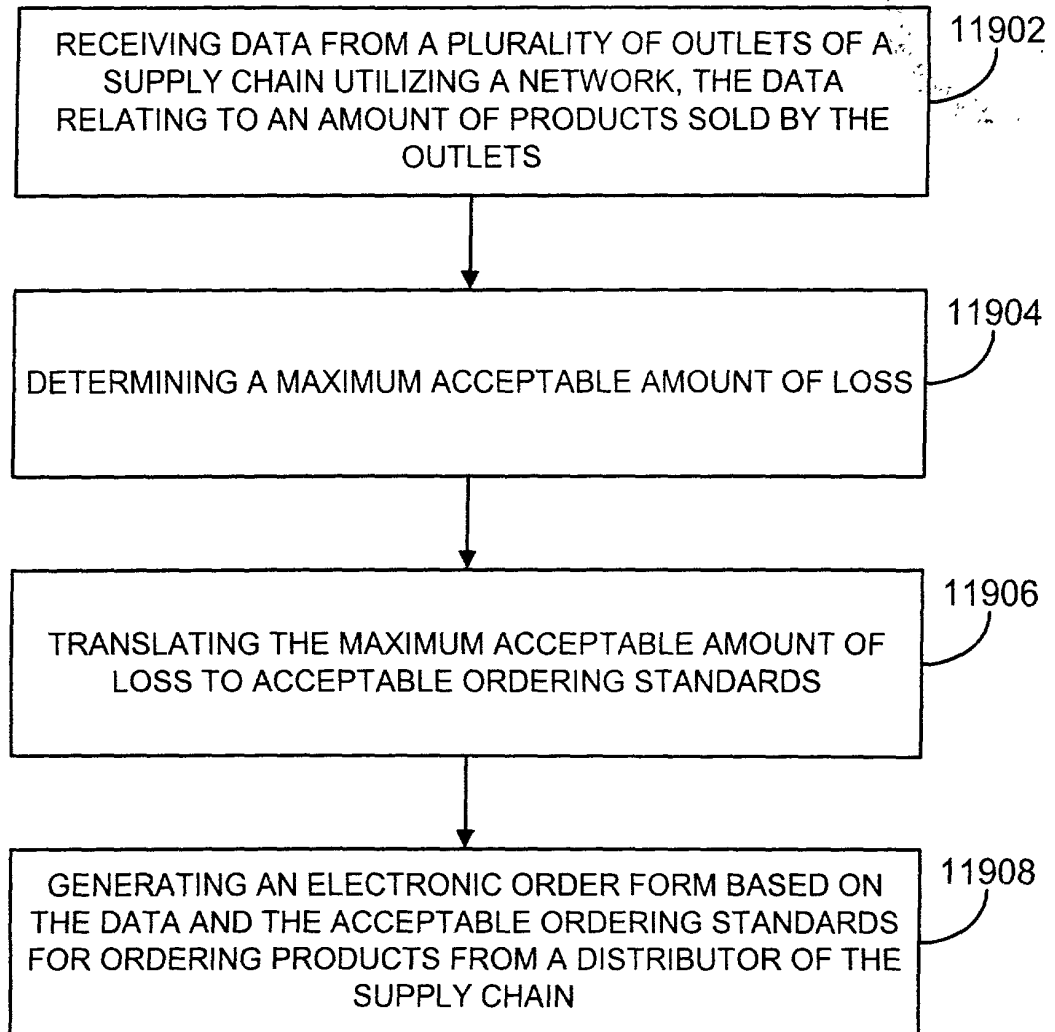 RECEIVING DATA FROM A PLURALITY OF OUTLETS OF A
SUPPLY CHAIN UTILIZING A NETWORK, THE DATA
RELATING TO AN AMOUNT OF PRODUCTS SOLD BY THE
OUTLETS
11902
DETERMINING A MAXIMUM ACCEPTABLE AMOUNT OF LOSS
11904
TRANSLATING THE MAXIMUM ACCEPTABLE AMOUNT OF
LOSS TO ACCEPTABLE ORDERING STANDARDS
11906
GENERATING AN ELECTRONIC ORDER FORM BASED ON
THE DATA AND THE ACCEPTABLE ORDERING STANDARDS
FOR ORDERING PRODUCTS FROM A DISTRIBUTOR OF THE
SUPPLY CHAIN
11908